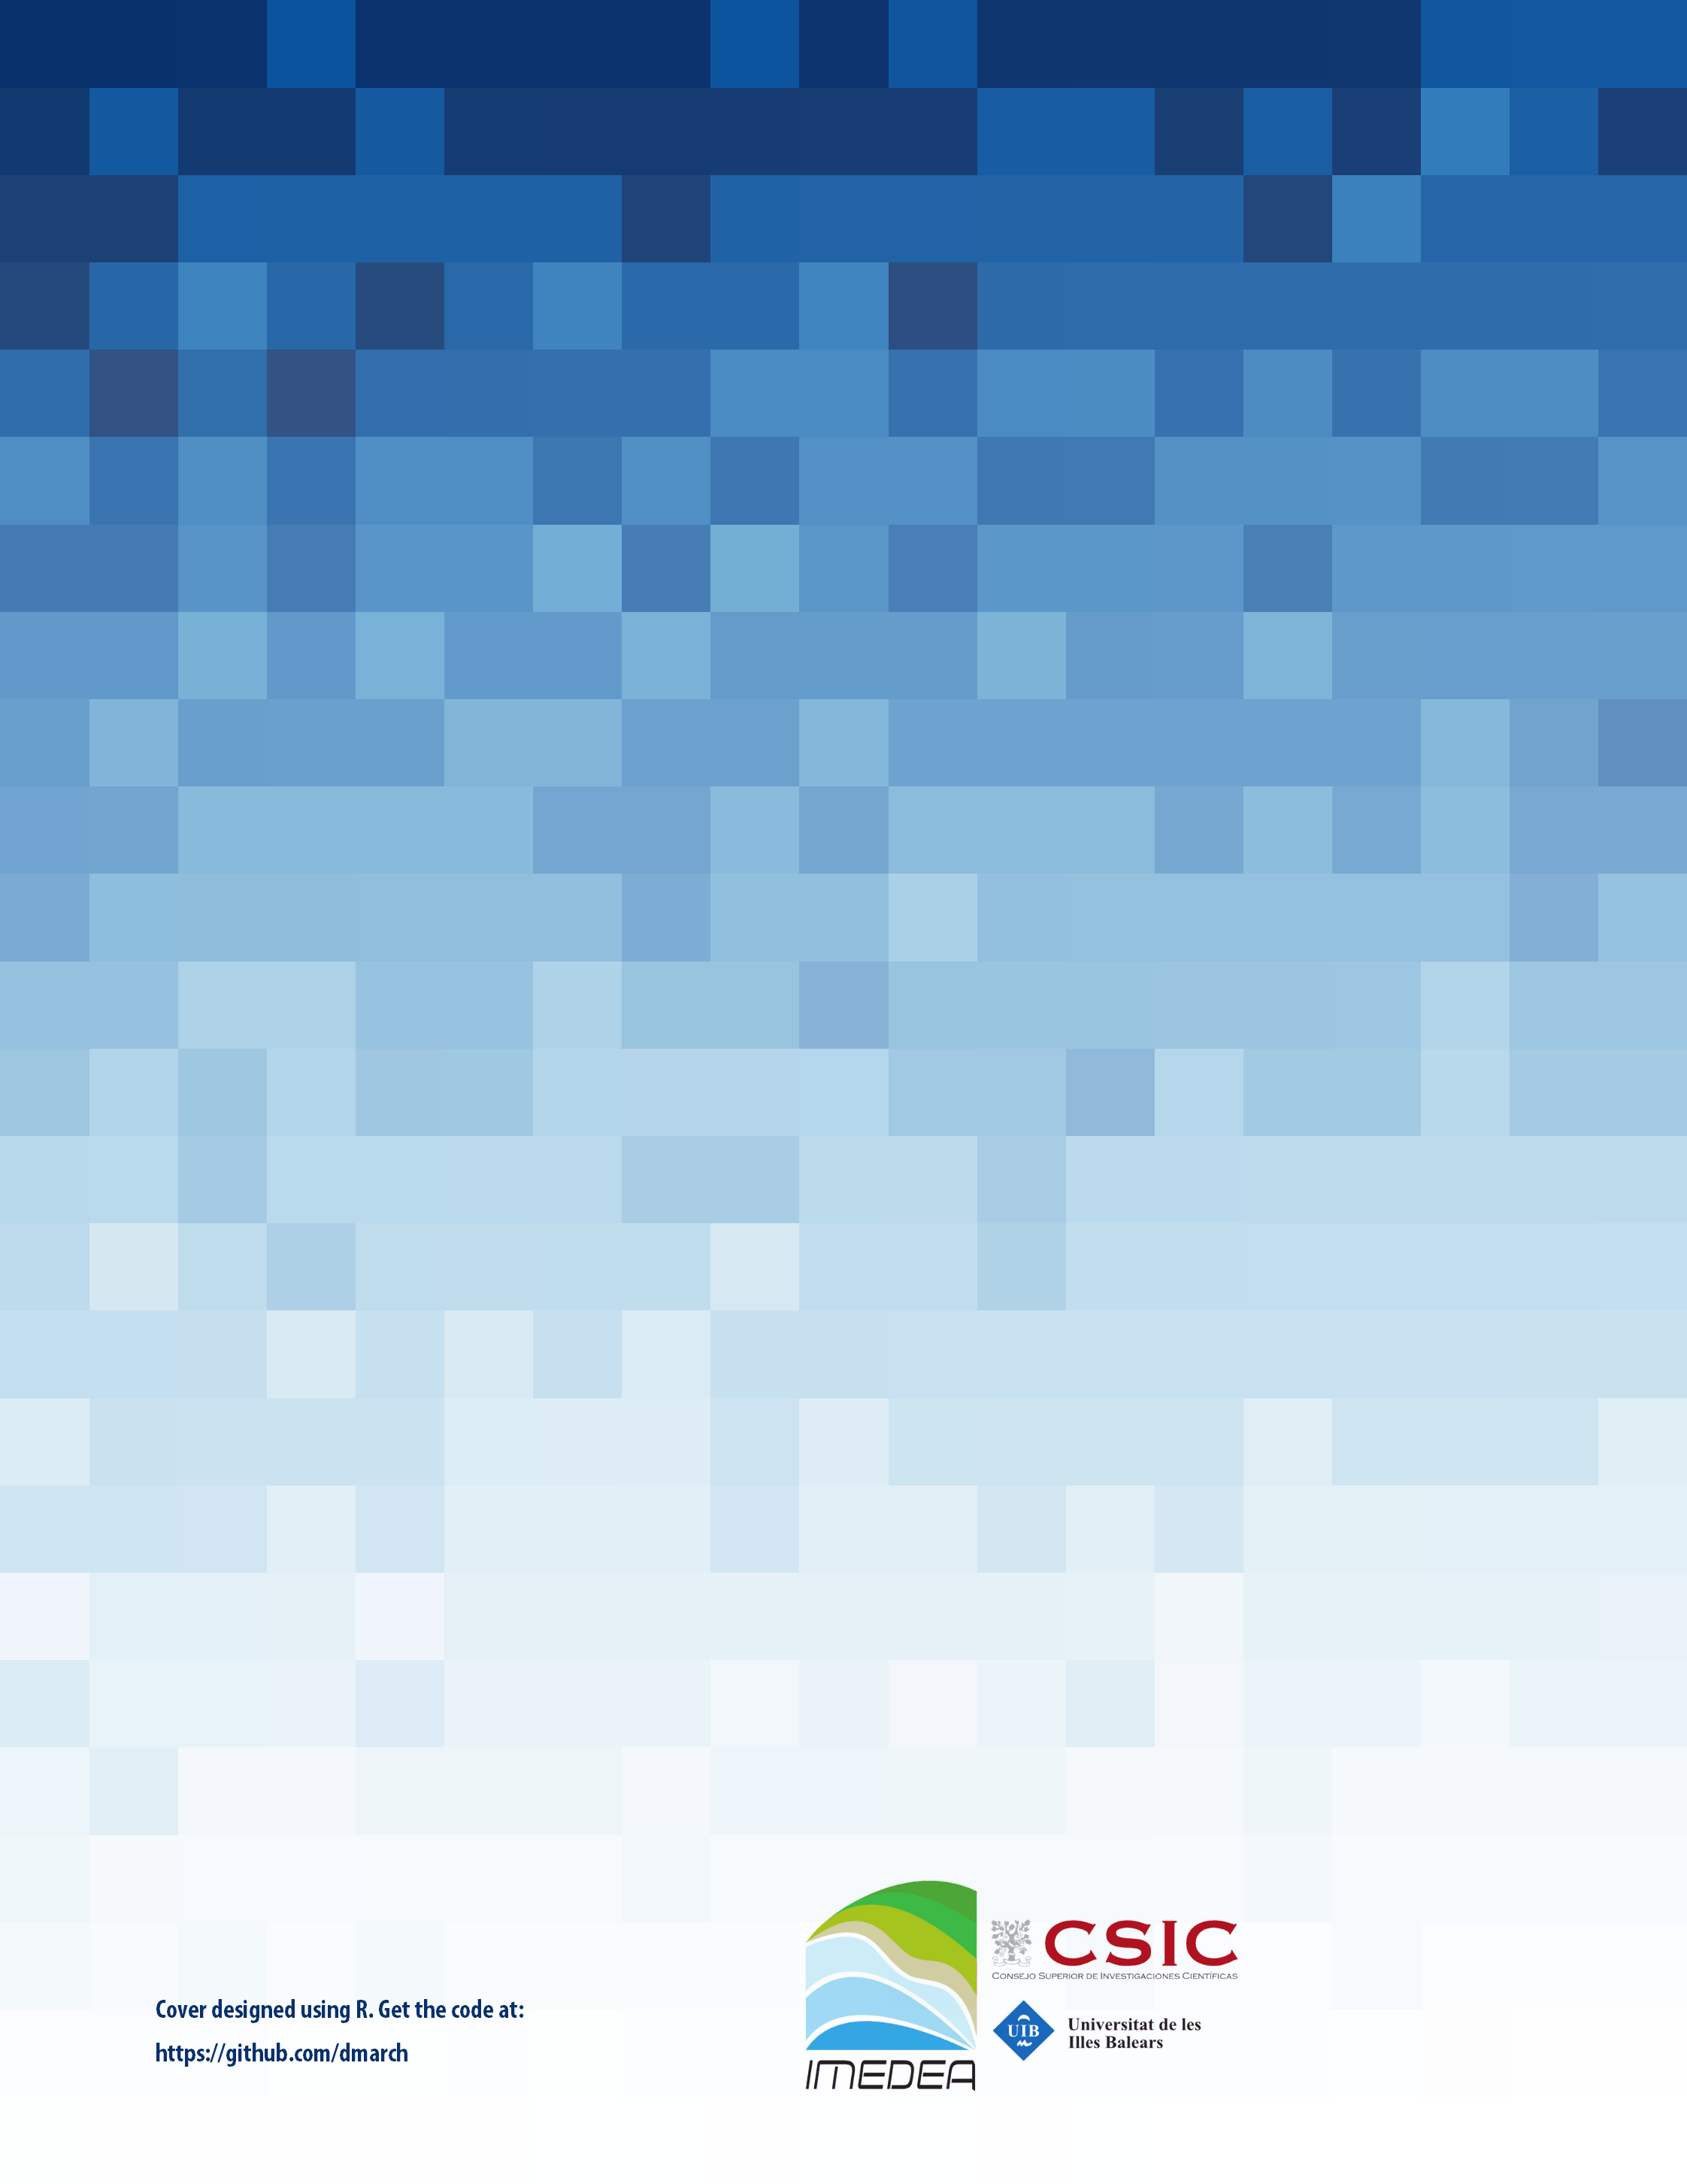 Cover designed using R. Get the code at:
https://github.com/dmarch
IMEDEA
CSIC
CONSEJO SUPERIOR DE INVESTIGACIONES CIENTÍFICAS
UIB
Universitat de les
Illes Balears